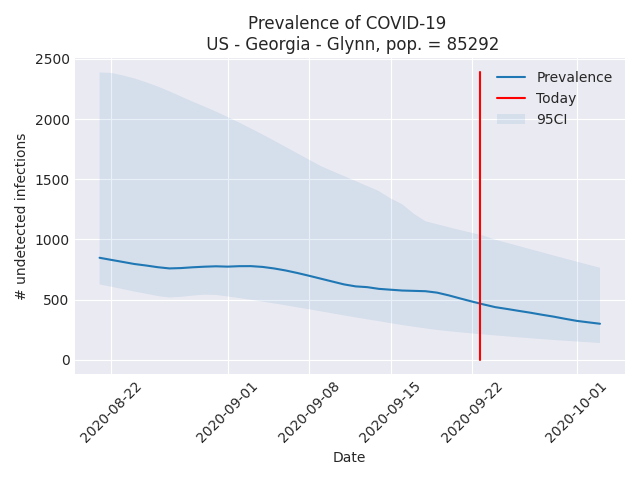 Prevalence of COVID-19
US - Georgia - Glynn, pop. = 85292
2500
2000
1500
1000
500
0
# undetected infections
Prevalence
Today
95CI
2020-08-22
2020-09-01
2020-09-08
2020-09-15
2020-09-22
2020-10-01
Date